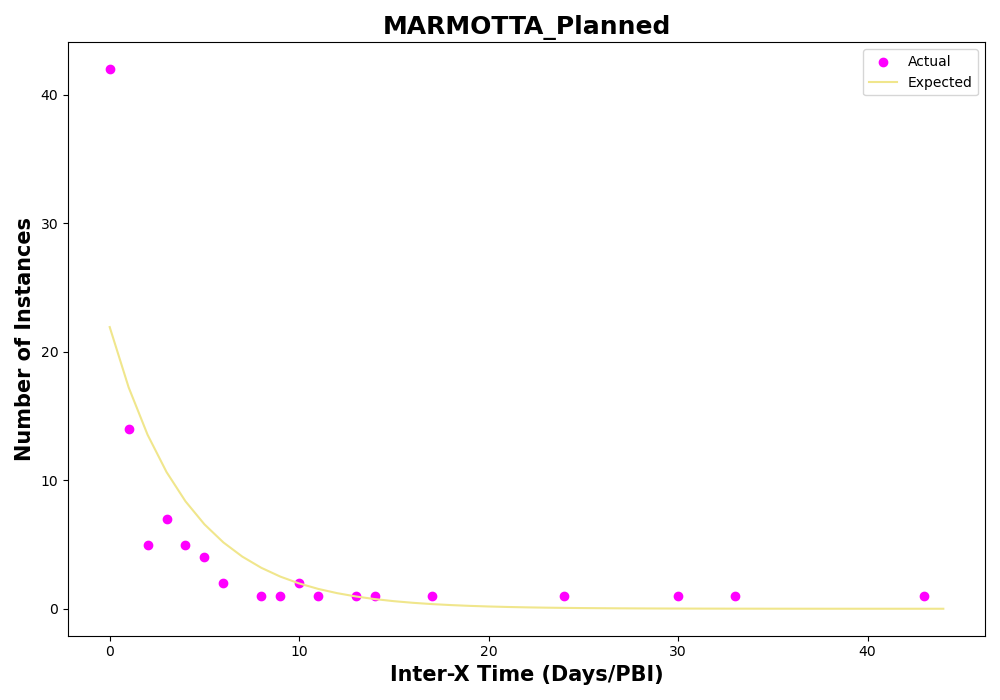 MARMOTTA_Planned
Actual
Expected
Number of Instances
40
30
20
10
0
0
10
20
30
40
Inter-X Time (Days/PBI)